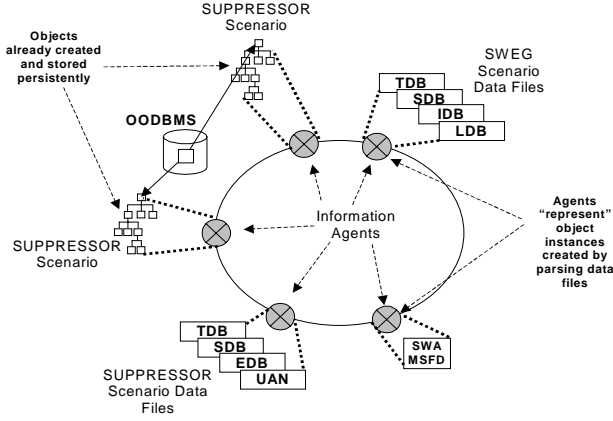 SUPPRESSOR
Scenario
Objects
already created
and stored
persistently
OODBMS
SWEG
Scenario
Data Files
TDB
SDB
IDB
LDB
SUPPRESSOR
Scenario
Information
Agents
Agents
“represent”
object
instances
created by
parsing data
files
TDB
SDB
EDB
UAN
SUPPRESSOR
Scenario Data
Files
SWA
MSFD